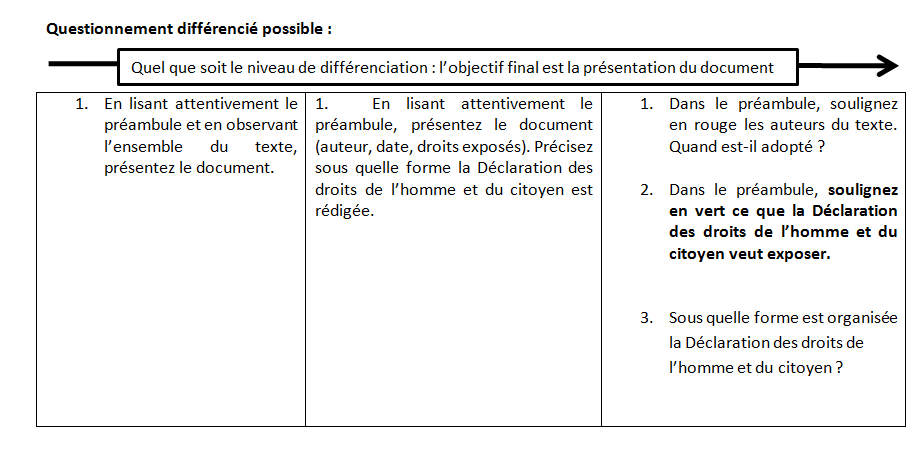 Questionnement différencié possible :
Quel que soit le niveau de différenciation : l'objectif final est la présentation du document
1. En lisant attentivement le
préambule et en observant
l'ensemble du texte,
présentez le document.
1. En lisant attentivement le
préambule, présentez le document
(auteur, date, droits exposés). Précisez
sous quelle forme la Déclaration des
droits de l'homme et du citoyen est
rédigée.
1. Dans le préambule, soulignez
en rouge les auteurs du texte.
Quand est-il adopté ?
2. Dans le préambule, soulignez
en vert ce que la Déclaration
des droits de l'homme et du
citoyen veut exposer.
3. Sous quelle forme est organisée
la Déclaration des droits de
l'homme et du citoyen ?